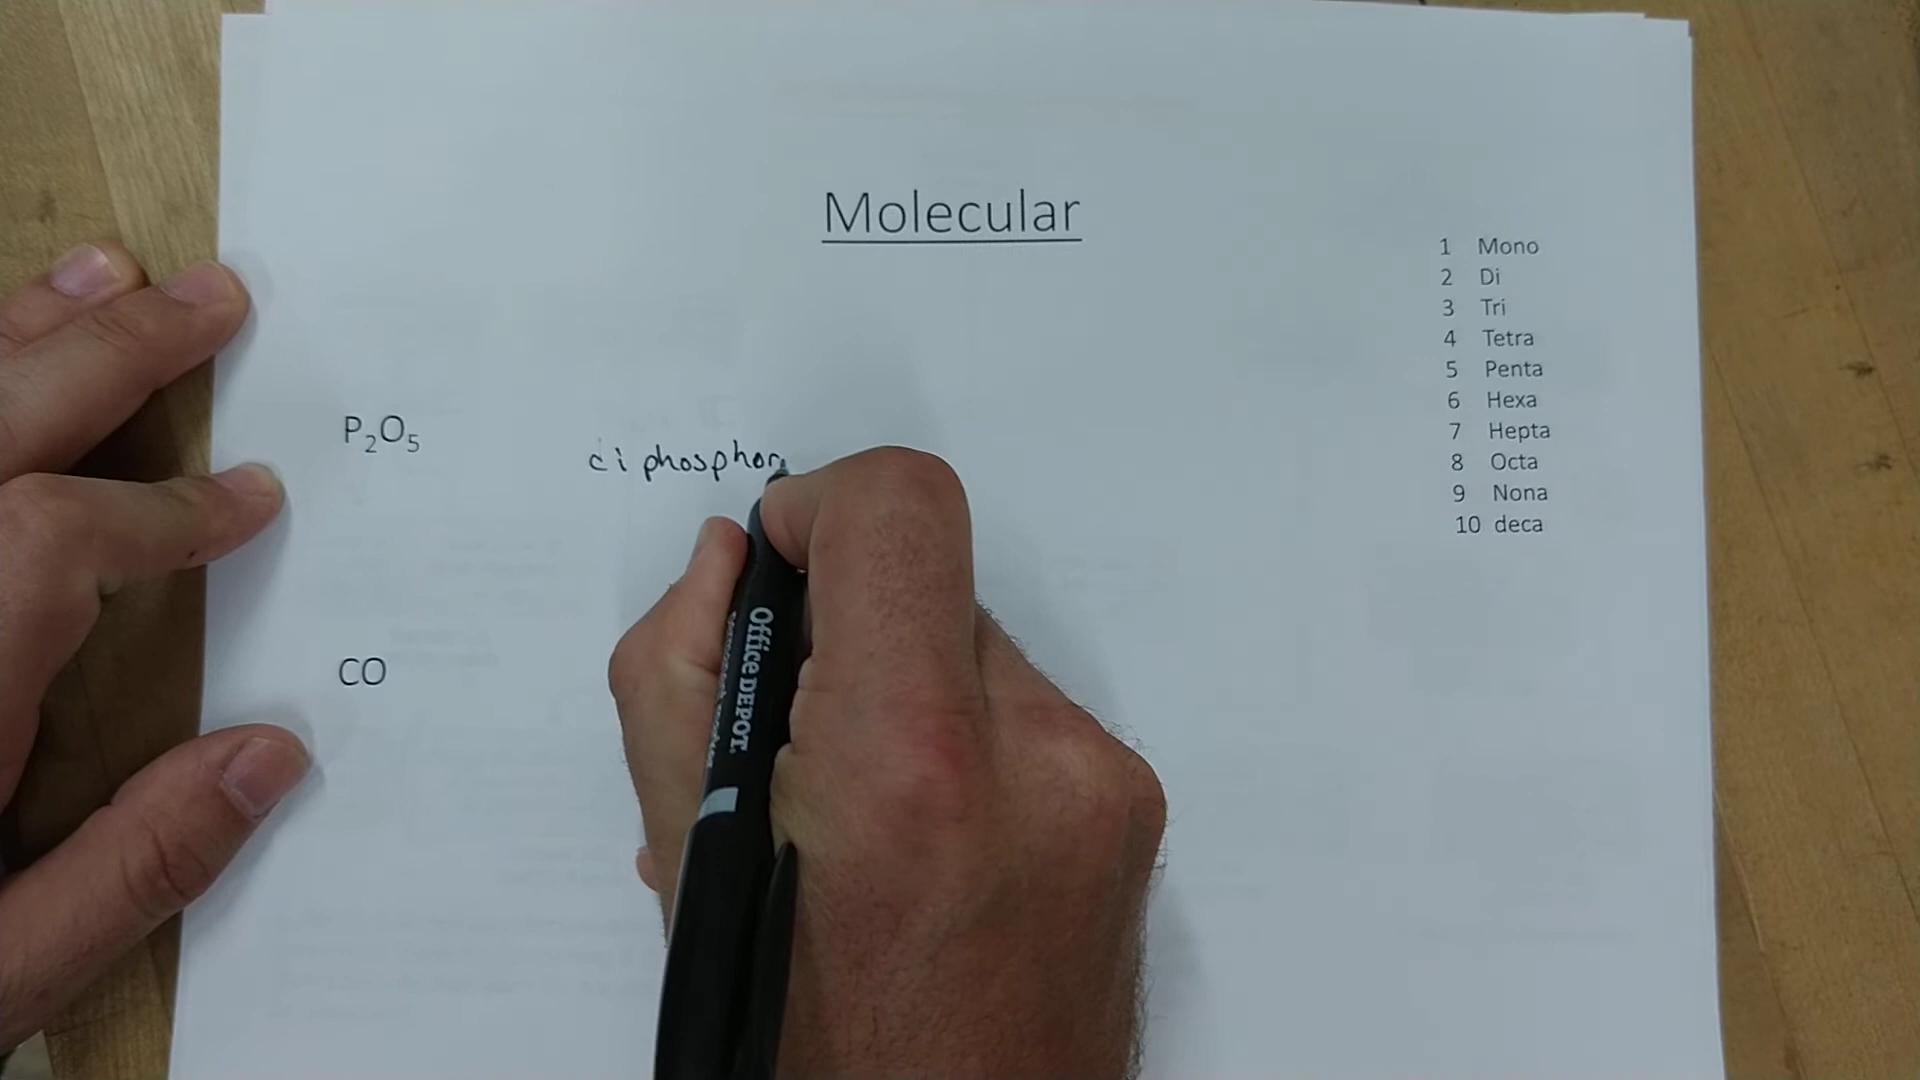 Molecular
1 Mono
2 Di
3 Tri
4 Tetra
5 Penta
6 Hexa
7 Hepta
8 Octa
9 Nona
10 deca
P₂O₅
di phosphor
CO
Office DEPOT.